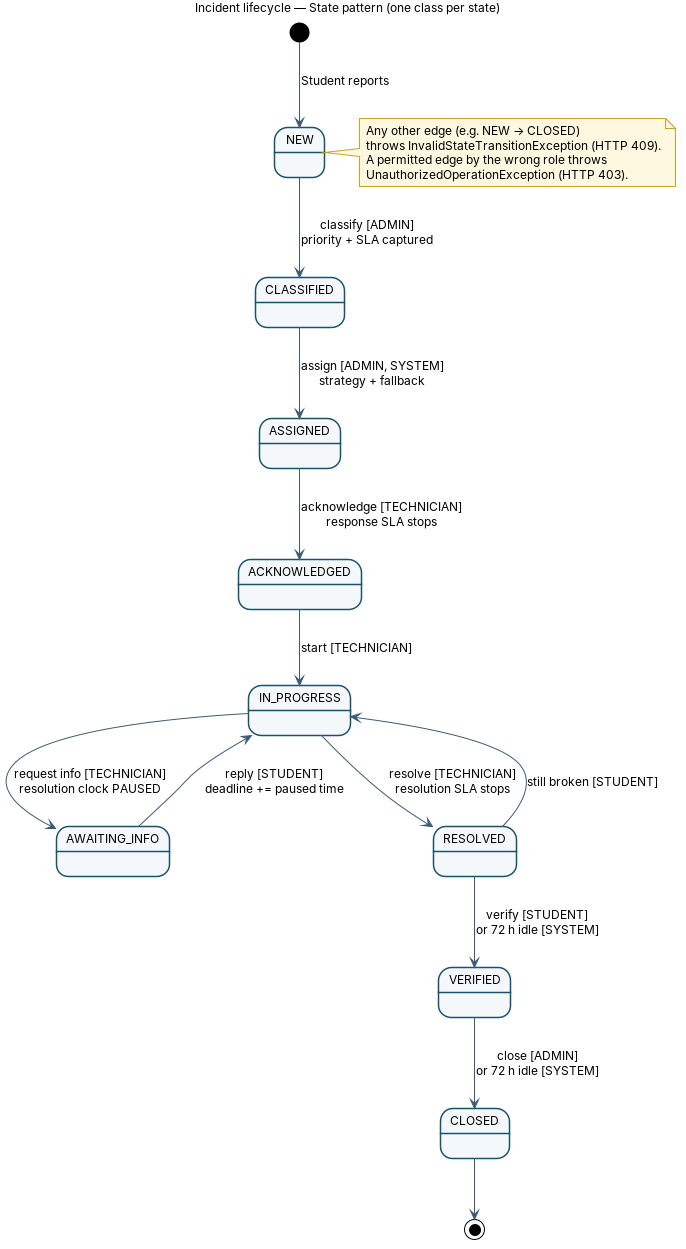 Incident lifecycle — State pattern (one class per state)
Student reports
NEW
Any other edge (e.g. NEW → CLOSED)
throws InvalidStateTransitionException (HTTP 409).
A permitted edge by the wrong role throws
UnauthorizedOperationException (HTTP 403).
classify [ADMIN]
priority + SLA captured
CLASSIFIED
assign [ADMIN, SYSTEM]
strategy + fallback
ASSIGNED
acknowledge [TECHNICIAN]
response SLA stops
ACKNOWLEDGED
start [TECHNICIAN]
IN_PROGRESS
request info [TECHNICIAN]
resolution clock PAUSED
reply [STUDENT]
deadline += paused time
resolve [TECHNICIAN]
resolution SLA stops
still broken [STUDENT]
AWAITING_INFO
RESOLVED
verify [STUDENT]
or 72 h idle [SYSTEM]
VERIFIED
close [ADMIN]
or 72 h idle [SYSTEM]
CLOSED